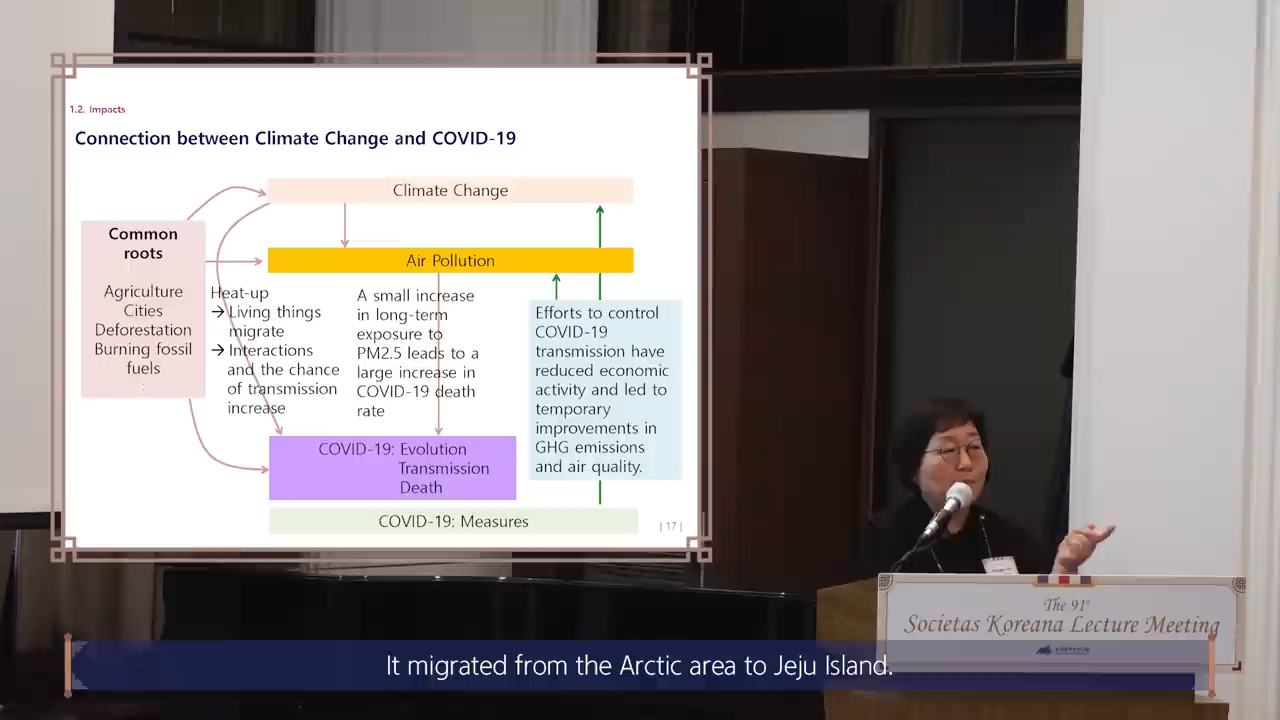 1.2. Impacts
Connection between Climate Change and COVID-19
Climate Change
Common
roots
Agriculture
Cities
Deforestation
Burning fossil
fuels
:
Air Pollution
Heat-up
→ Living things
migrate
→ Interactions
and the chance
of transmission
increase
A small increase
in long-term
exposure to
PM2.5 leads to a
large increase in
COVID-19 death
rate
Efforts to control
COVID-19
transmission have
reduced economic
activity and led to
temporary
improvements in
GHG emissions
and air quality.
COVID-19: Evolution
Transmission
Death
COVID-19: Measures
| 17 |
The 91st
Societas Koreana Lecture Meeting
It migrated from the Arctic area to Jeju Island.